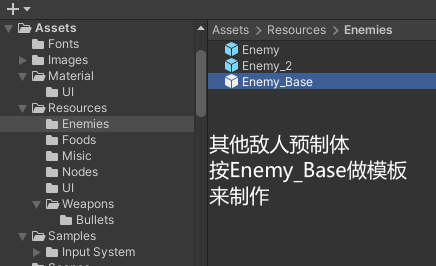 Assets
Fonts
Images
Material
UI
Resources
Enemies
Foods
Misic
Nodes
UI
Weapons
Bullets
Samples
Input System
Assets > Resources > Enemies
Enemy
Enemy_2
Enemy_Base
其他敌人预制体
按Enemy_Base做模板
来制作